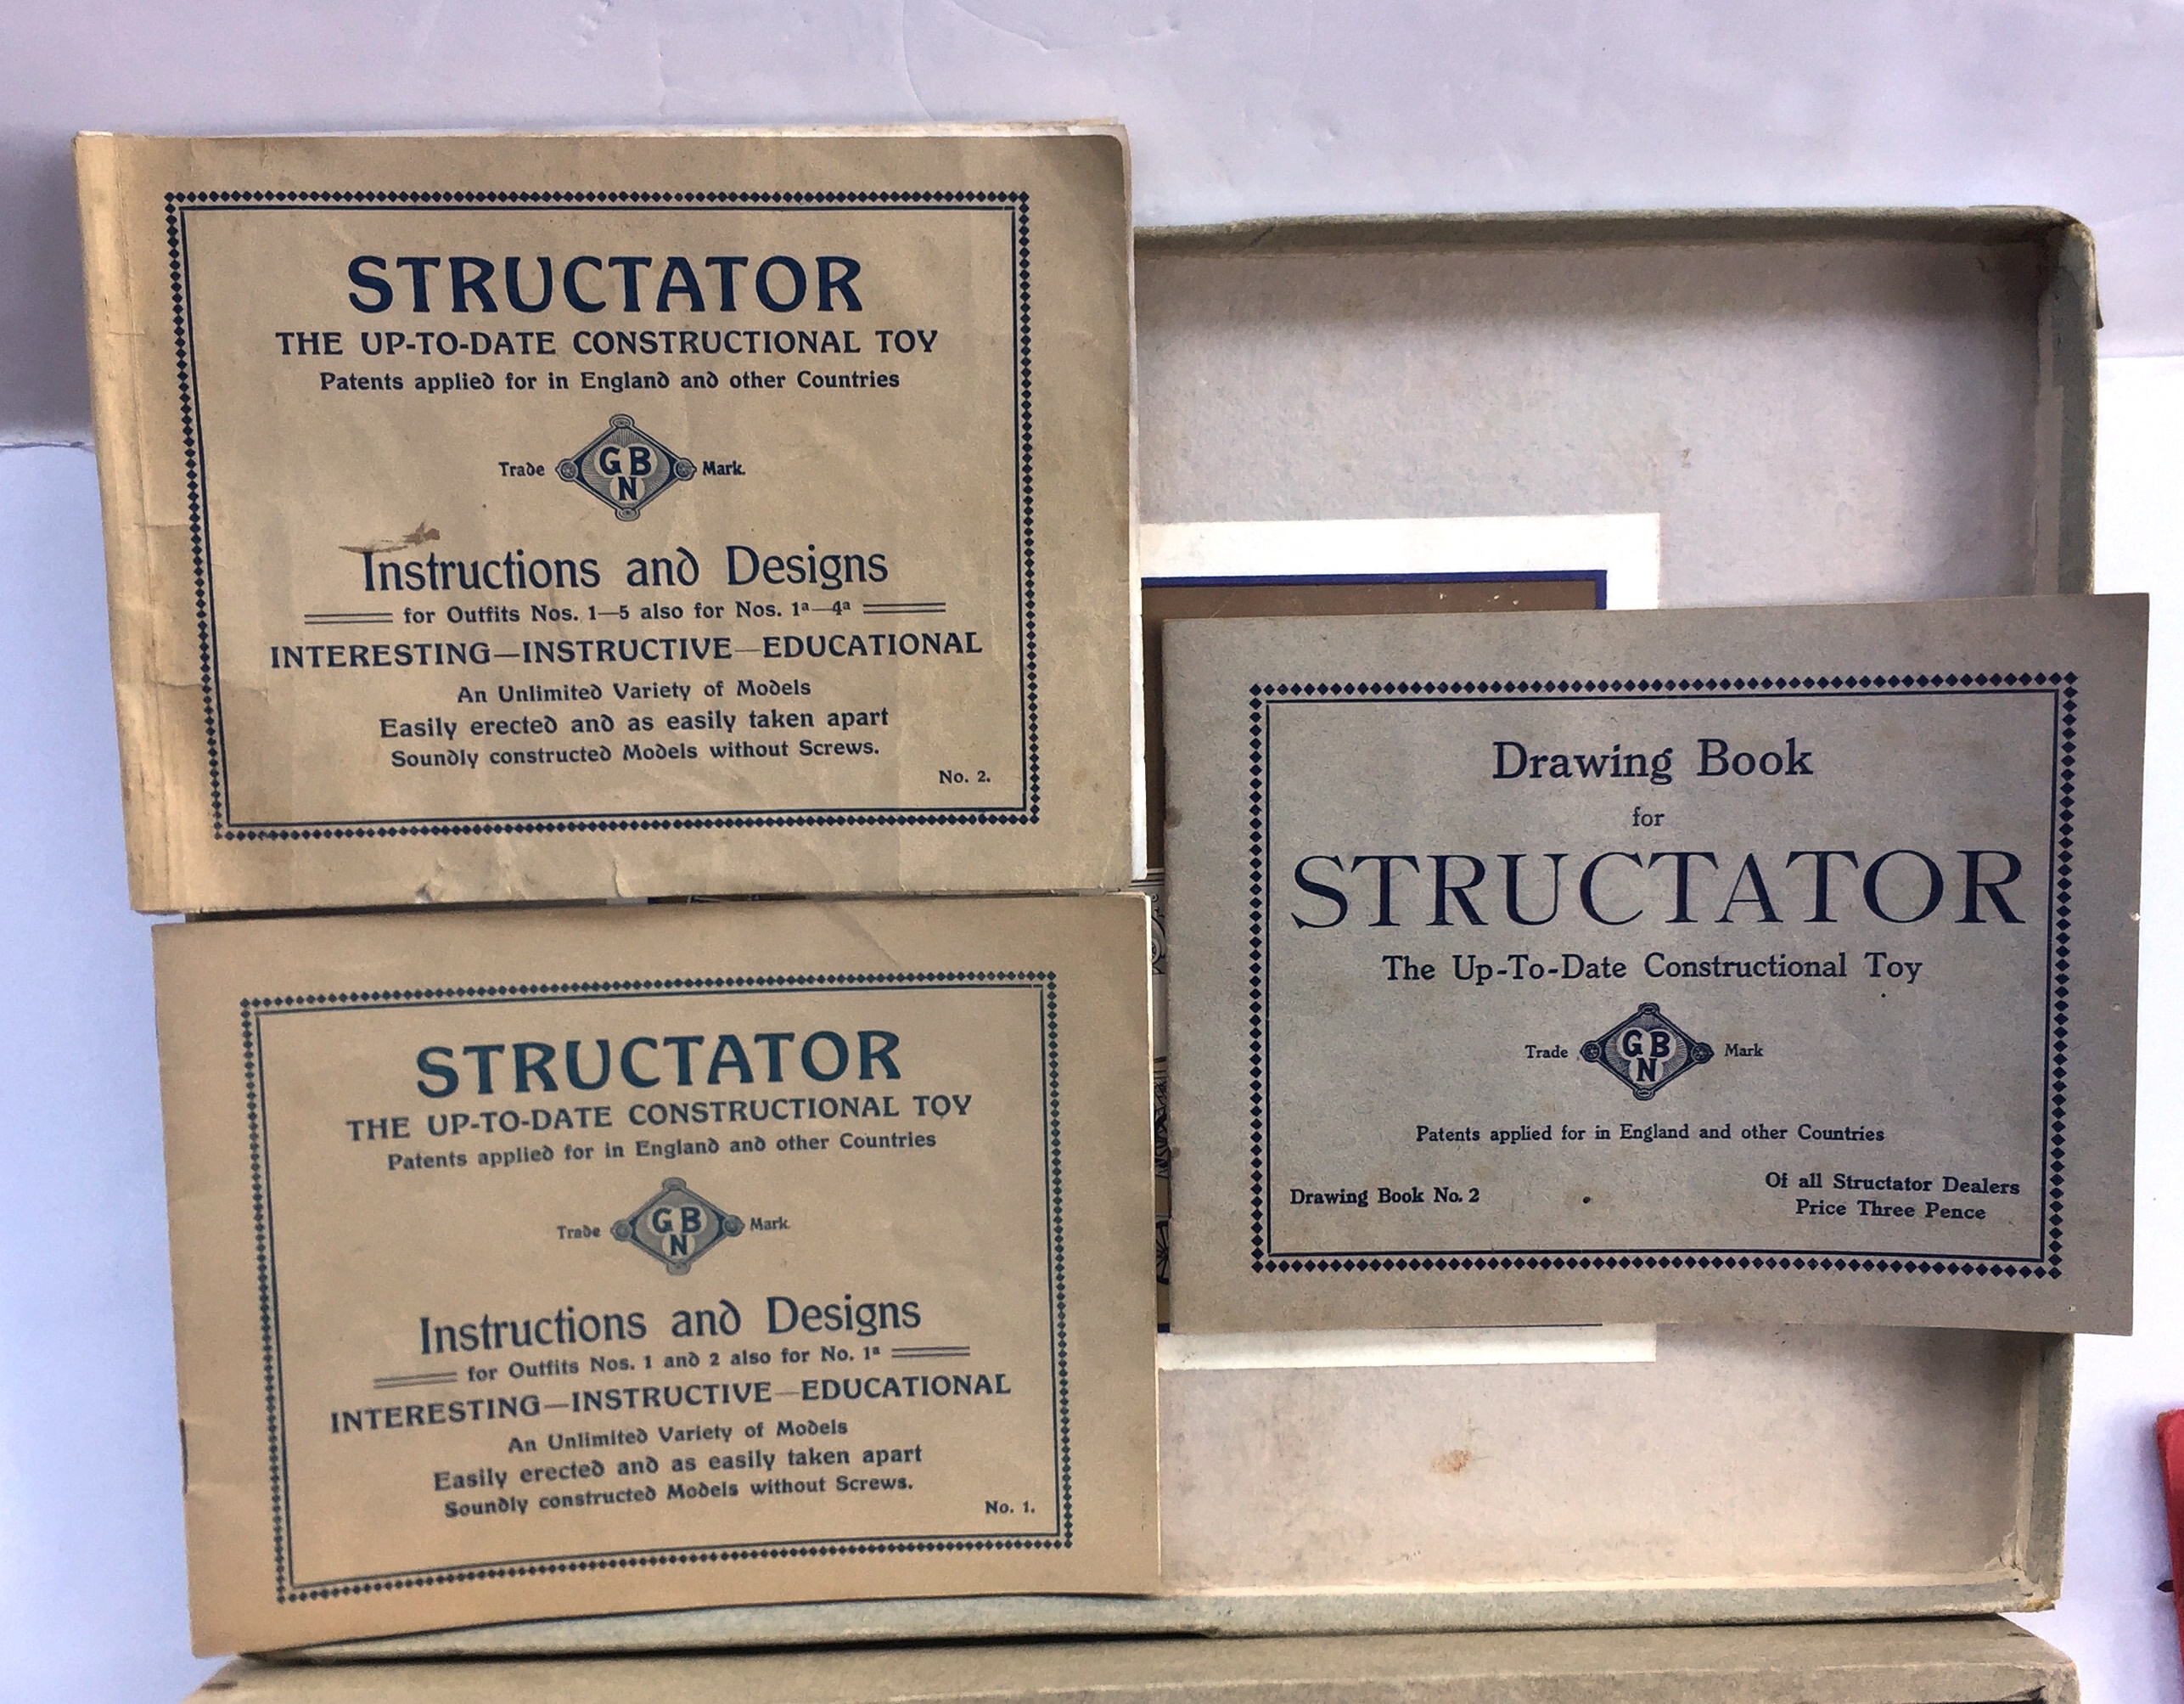 STRUCTATOR
THE UP-TO-DATE CONSTRUCTIONAL TOY
Patents applied for in England and other Countries
Trade GBN Mark.
Instructions and Designs
for Outfits Nos. 1—5 also for Nos. 1ª—4ª
INTERESTING—INSTRUCTIVE—EDUCATIONAL
An Unlimited Variety of Models
Easily erected and as easily taken apart
Soundly constructed Models without Screws.
No. 2.
STRUCTATOR
THE UP-TO-DATE CONSTRUCTIONAL TOY
Patents applied for in England and other Countries
Trade GBN Mark.
Instructions and Designs
for Outfits Nos. 1 and 2 also for No. 1ª
INTERESTING—INSTRUCTIVE—EDUCATIONAL
An Unlimited Variety of Models
Easily erected and as easily taken apart
Soundly constructed Models without Screws.
No. 1.
Drawing Book
for
STRUCTATOR
The Up-To-Date Constructional Toy
Trade GBN Mark
Patents applied for in England and other Countries
Of all Structator Dealers
Drawing Book No. 2
Price Three Pence